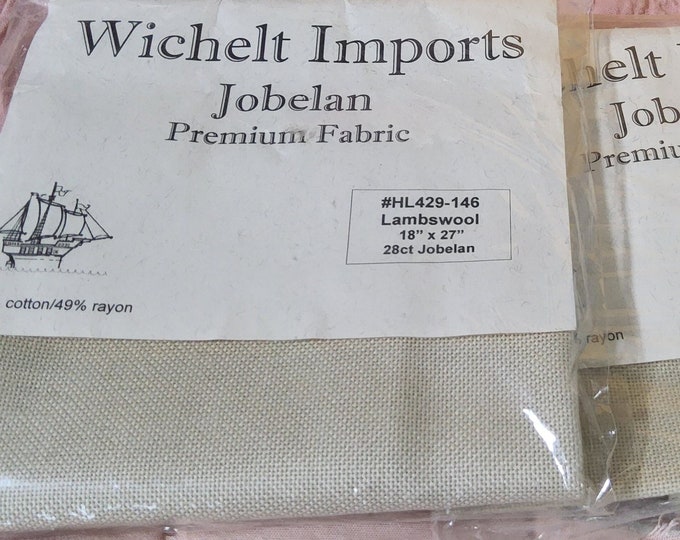 Wichelt Imports
Jobelan
Premium Fabric
#HL429-146
Lambswool
18” x 27”
28ct Jobelan
cotton/49% rayon
helt
Job
Premiu
rayon